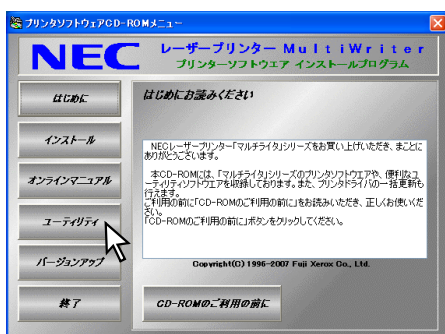 プリンタソフトウェアCD-ROMメニュー
NEC
レーザープリンター MultiWriter
プリンターソフトウエア インストールプログラム
はじめに
インストール
オンラインマニュアル
ユーティリティ
バージョンアップ
終了
はじめにお読みください
NECレーザープリンター「マルチライタ」シリーズをお買い上げいただき、まことに
ありがとうございます。
本CD-ROMには、「マルチライタ」シリーズのプリンタソフトウエアや、便利なユ
ーティリティソフトウエアを収録しております。また、プリンタドライバの一括更新も
行えます。
ご利用の前に「CD-ROMのご利用の前に」をお読みいただき、正しくお使いくだ
さい。
「CD-ROMのご利用の前に」ボタンをクリックしてください。
Copyright(C) 1996-2007 Fuji Xerox Co., Ltd.
CD-ROMのご利用の前に